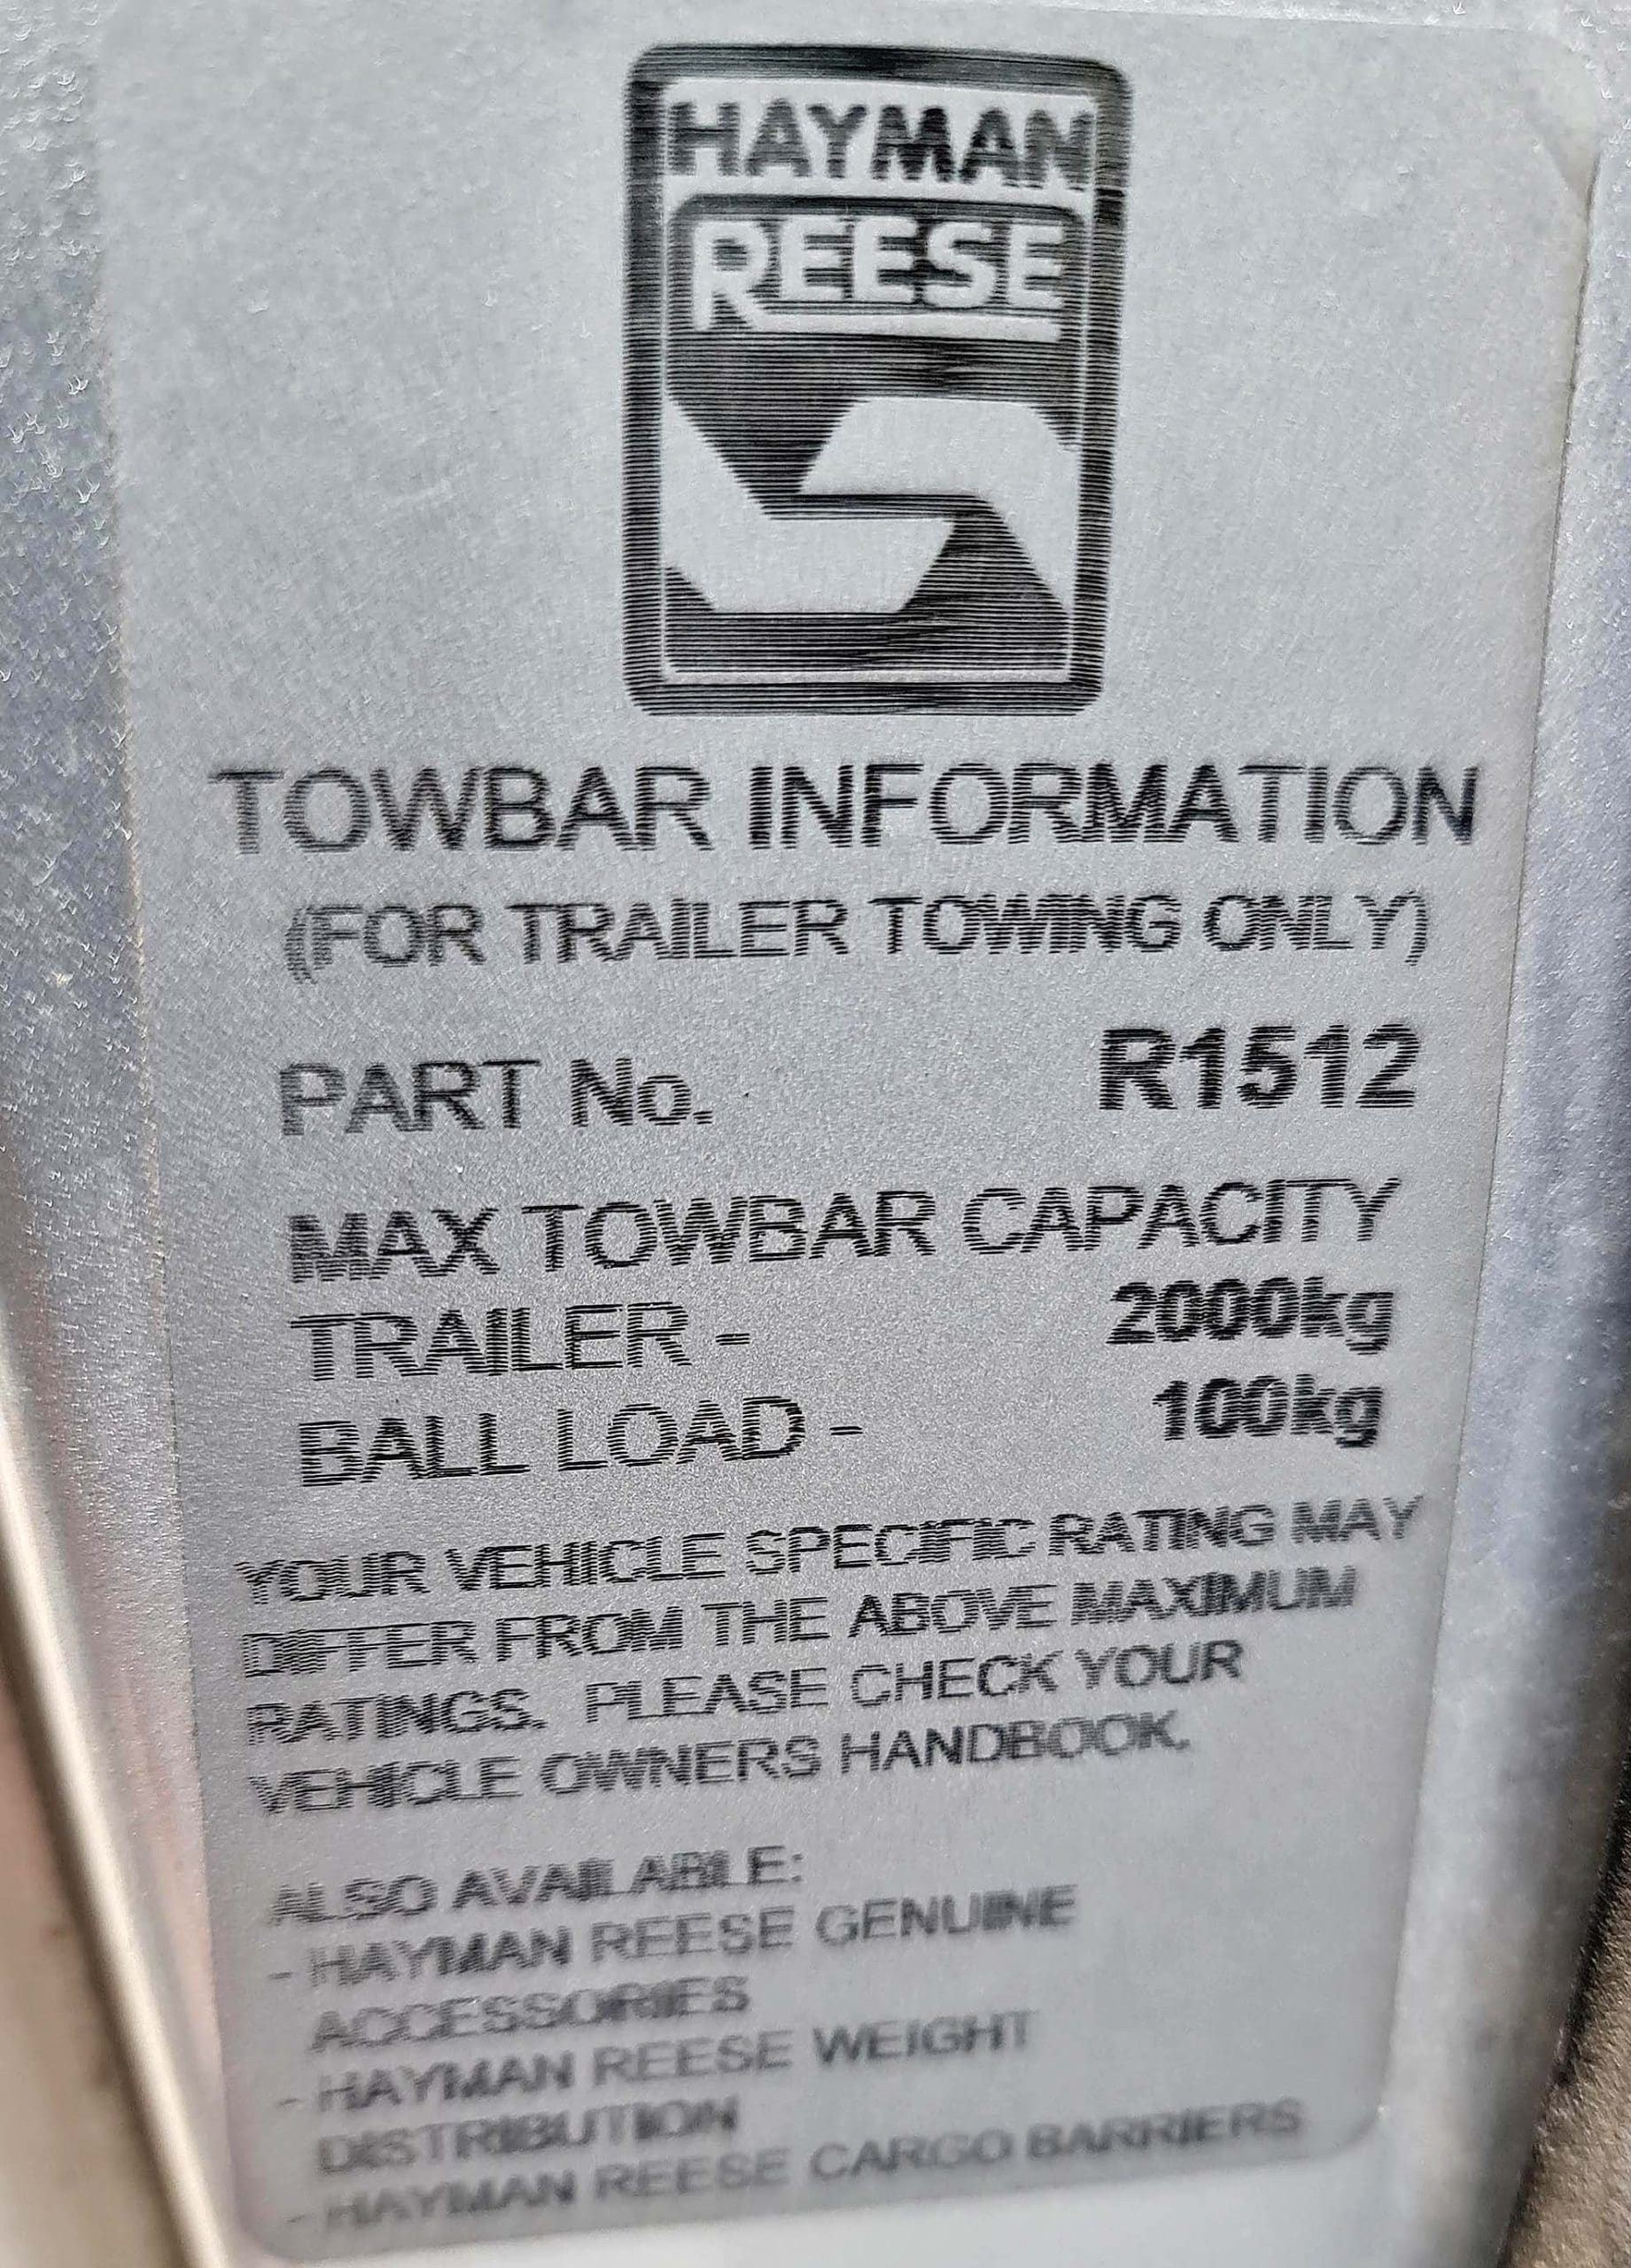 HAYMAN
REESE
TOWBAR INFORMATION
(FOR TRAILER TOWING ONLY)
PART No. R1512
MAX TOWBAR CAPACITY
TRAILER - 2000kg
BALL LOAD - 100kg
YOUR VEHICLE SPECIFIC RATING MAY
DIFFER FROM THE ABOVE MAXIMUM
RATINGS. PLEASE CHECK YOUR
VEHICLE OWNERS HANDBOOK.
ALSO AVAILABLE:
- HAYMAN REESE GENUINE
ACCESSORIES
- HAYMAN REESE WEIGHT
DISTRIBUTION
- HAYMAN REESE CARGO BARRIERS